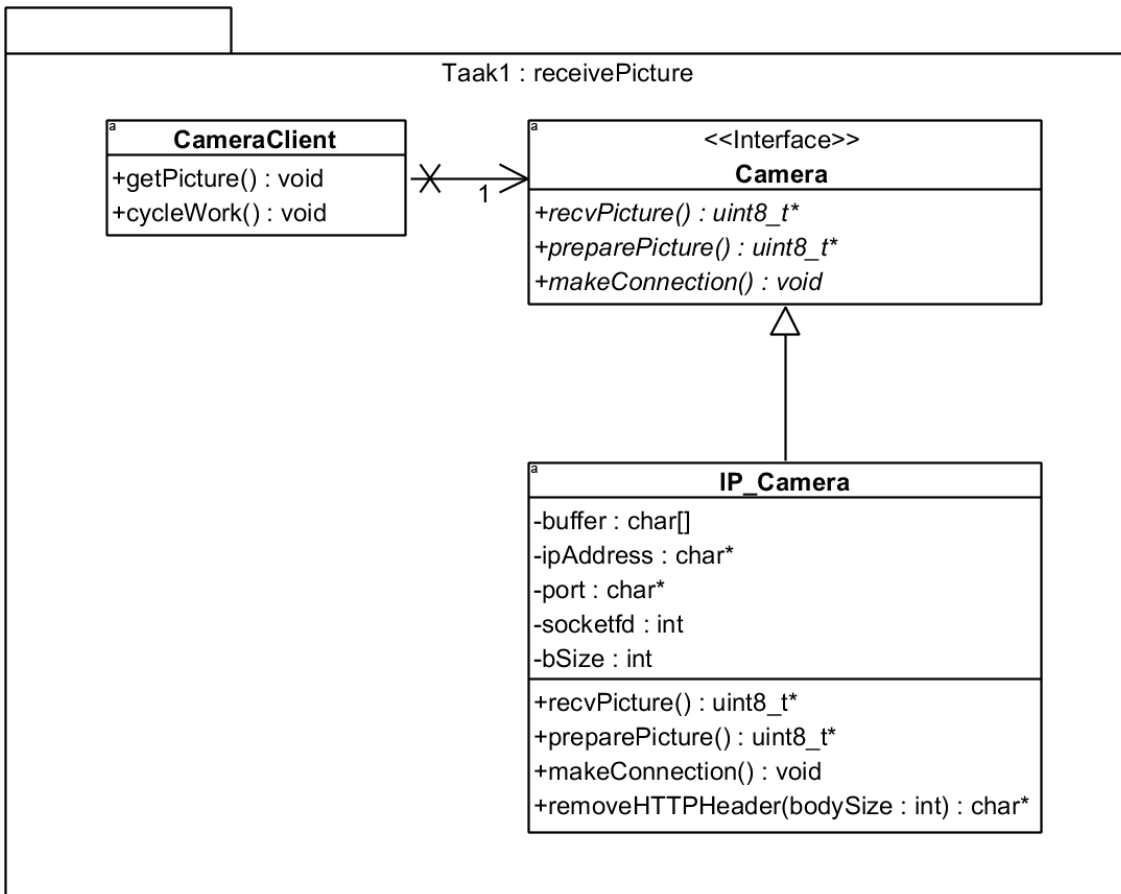 Taak1 : receivePicture
a
CameraClient
+getPicture() : void
+cycleWork() : void
1
a
<<Interface>>
Camera
+recvPicture() : uint8_t*
+preparePicture() : uint8_t*
+makeConnection() : void
a
IP_Camera
-buffer : char[]
-ipAddress : char*
-port : char*
-socketfd : int
-bSize : int
+recvPicture() : uint8_t*
+preparePicture() : uint8_t*
+makeConnection() : void
+removeHTTPHeader(bodySize : int) : char*